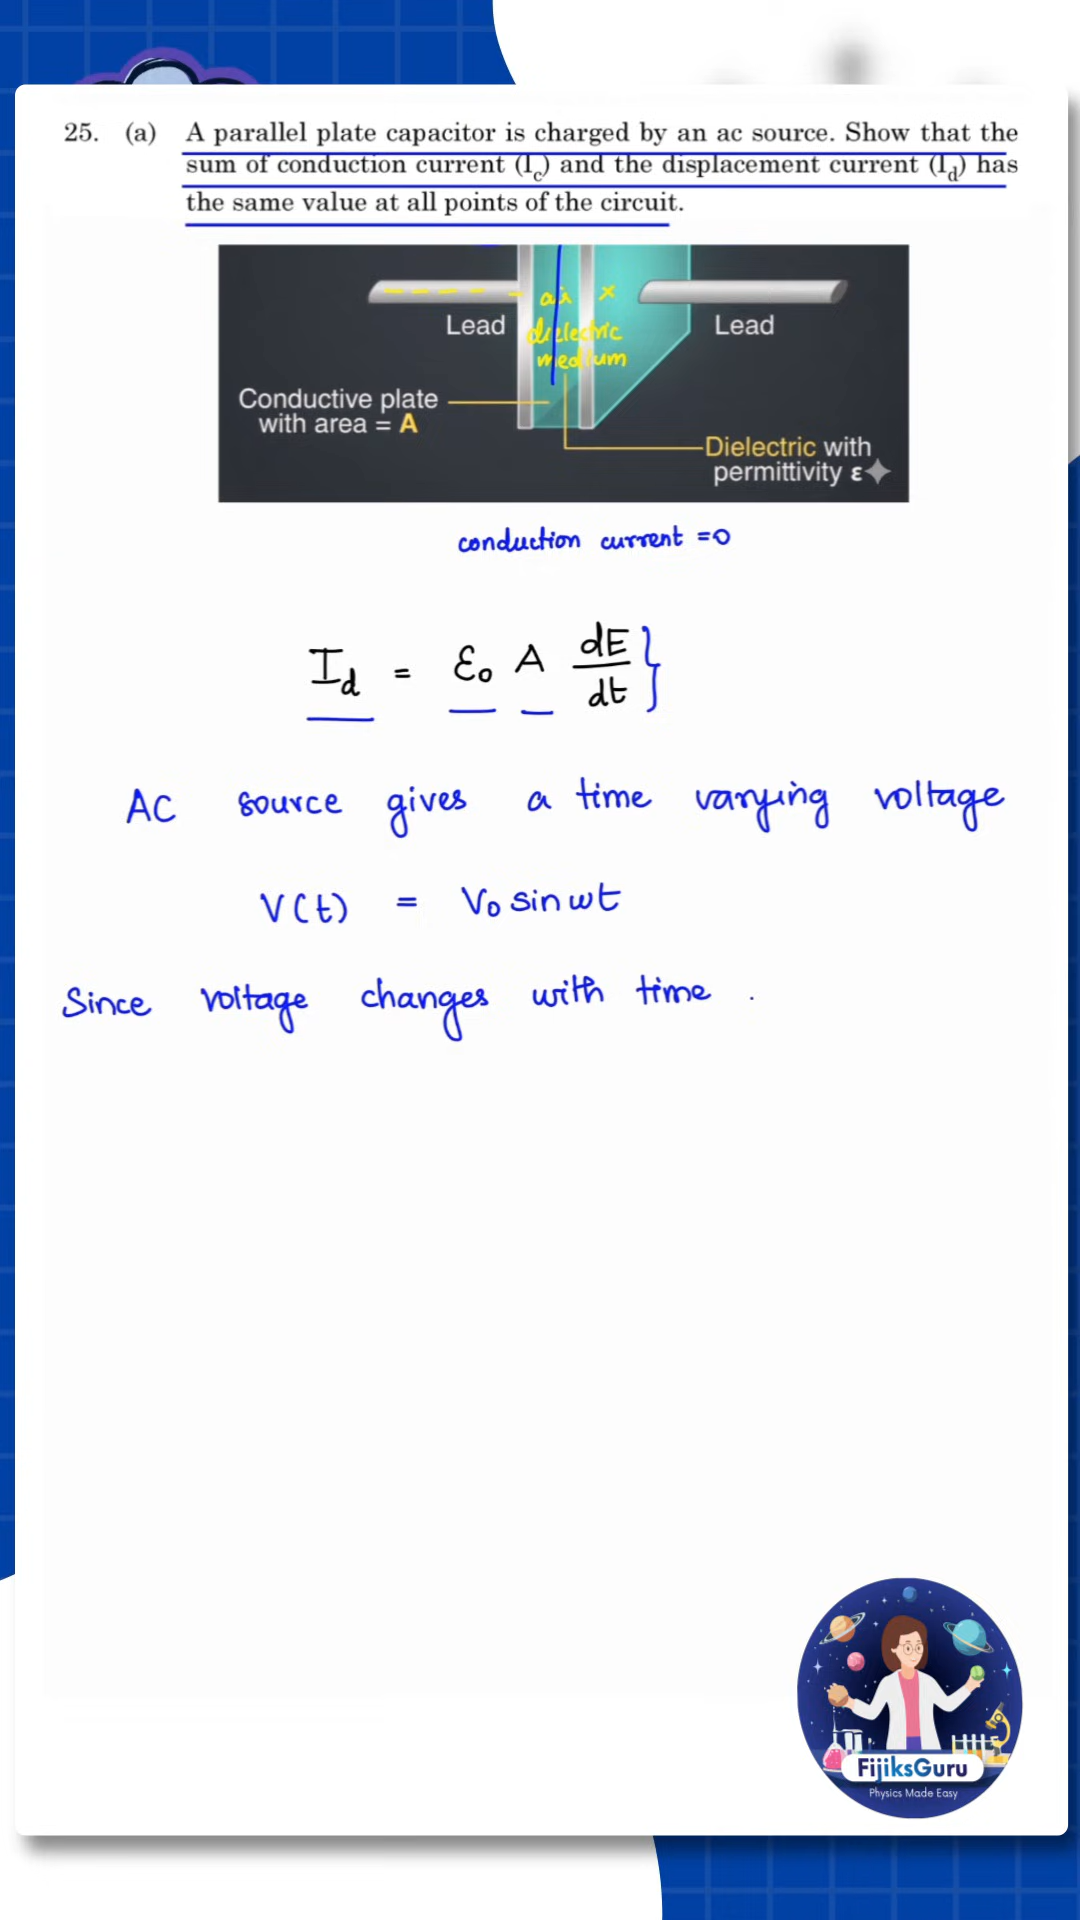 25. (a) A parallel plate capacitor is charged by an ac source. Show that the
sum of conduction current (Ic) and the displacement current (Id) has
the same value at all points of the circuit.
air x
Lead
dielectric
Lead
medium
Conductive plate
with area = A
Dielectric with
permittivity ε
conduction current = 0
Id = ε0 A dE/dt }
AC source gives a time varying voltage
V(t) = V0 sin ωt
Since voltage changes with time .
FijiksGuru
Physics Made Easy